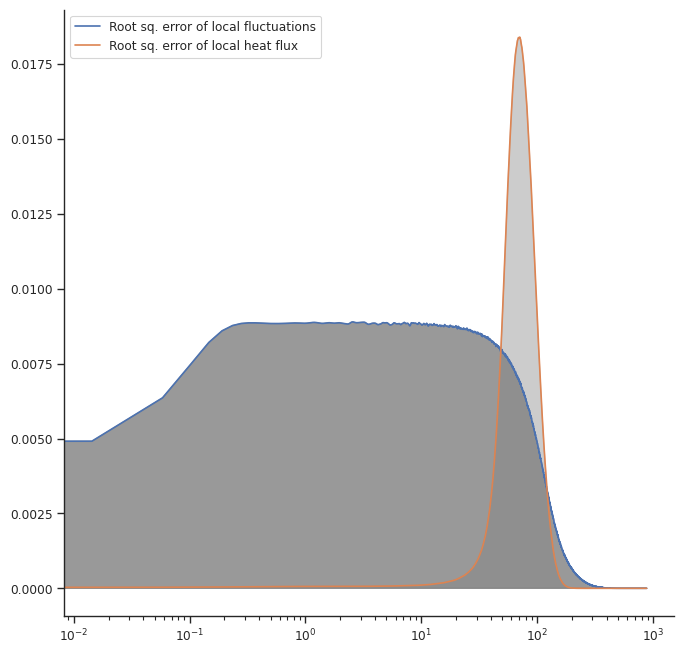 Root sq. error of local fluctuations
Root sq. error of local heat flux
0.0175
0.0150
0.0125
0.0100
0.0075
0.0050
0.0025
0.0000
10⁻² 10⁻¹ 10⁰ 10¹ 10² 10³